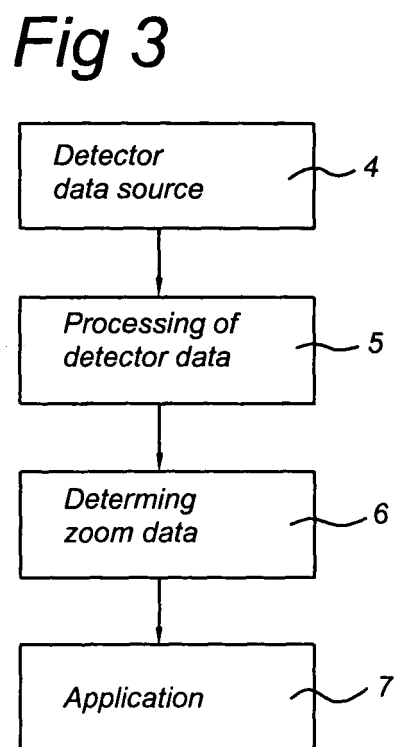 Fig 3
Detector
data source
4
Processing of
detector data
5
Determing
zoom data
6
Application
7